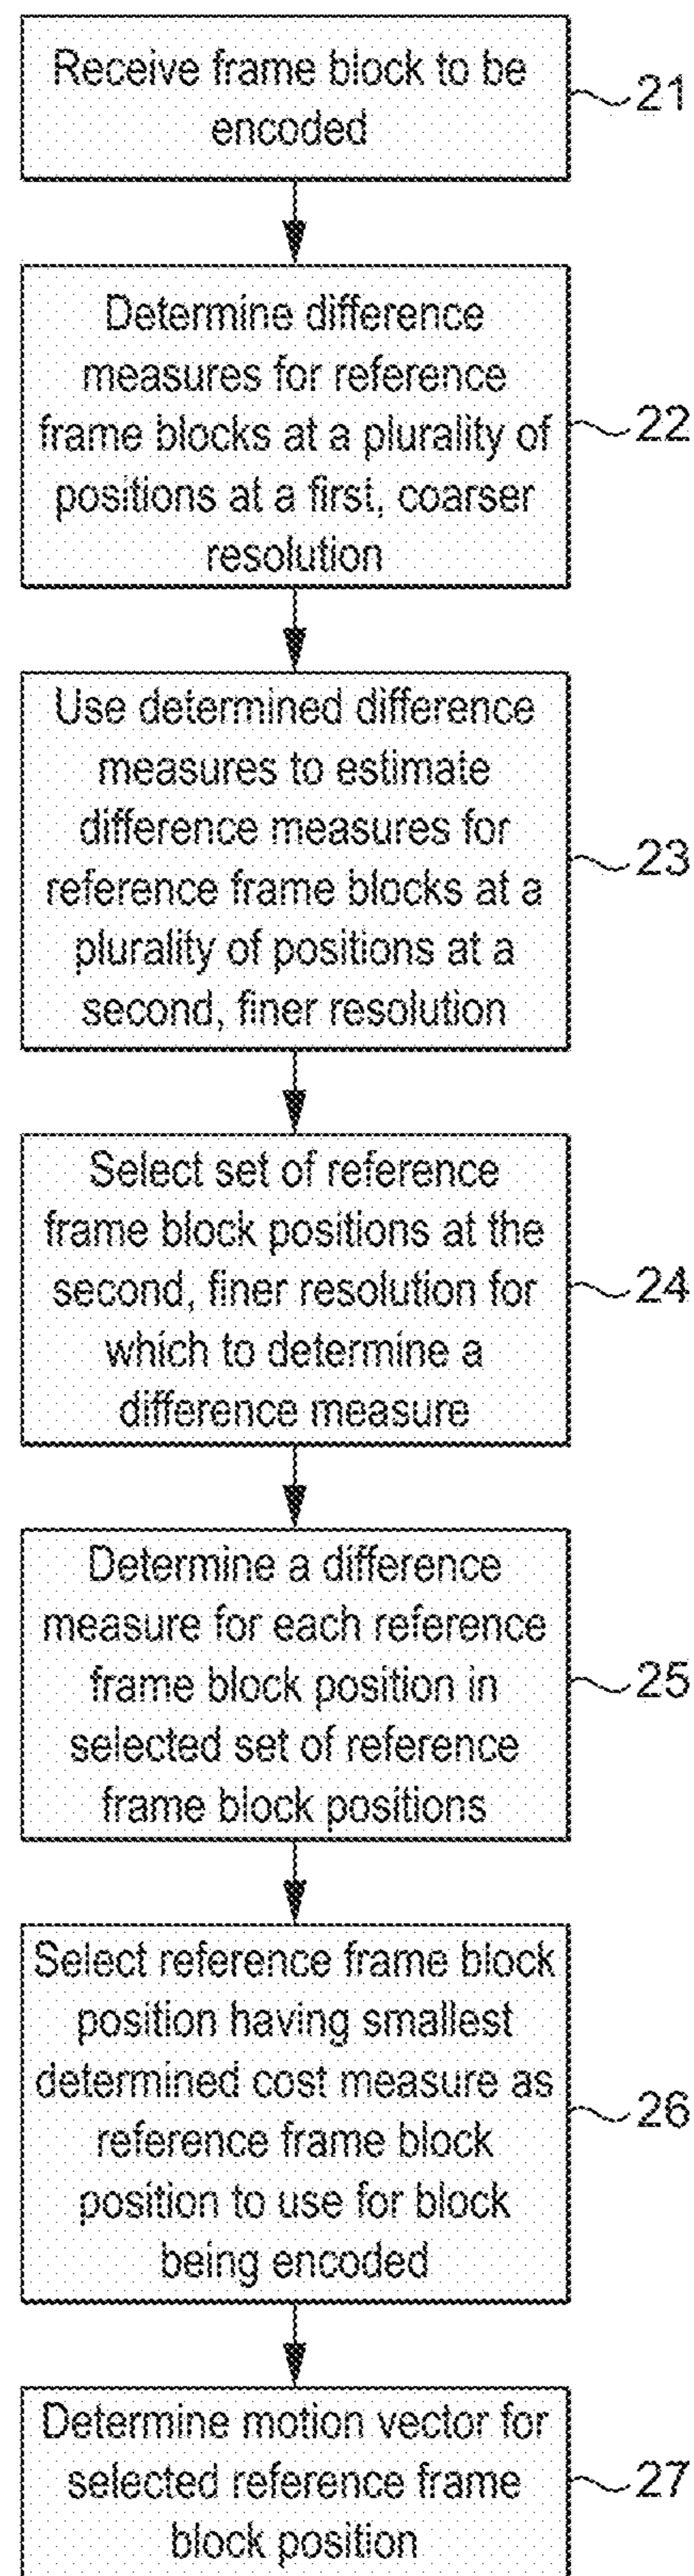 Receive frame block to be
encoded
21
Determine difference
measures for reference
frame blocks at a plurality of
positions at a first, coarser
resolution
22
Use determined difference
measures to estimate
difference measures for
reference frame blocks at a
plurality of positions at a
second, finer resolution
23
Select set of reference
frame block positions at the
second, finer resolution for
which to determine a
difference measure
24
Determine a difference
measure for each reference
frame block position in
selected set of reference
frame block positions
25
Select reference frame block
position having smallest
determined cost measure as
reference frame block
position to use for block
being encoded
26
Determine motion vector for
selected reference frame
block position
27